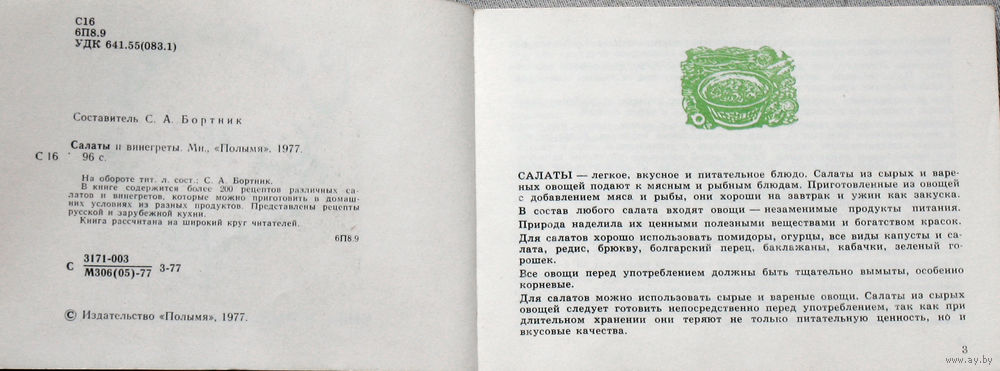 С16
6П8.9
УДК 641.55(083.1)
Составитель С. А. Бортник
Салаты и винегреты. Мн., «Полымя», 1977.
С 16 96 с.
На обороте тит. л. сост.: С. А. Бортник.
В книге содержится более 200 рецептов различных са-
латов и винегретов, которые можно приготовить в домаш-
них условиях из разных продуктов. Представлены рецепты
русской и зарубежной кухни.
Книга рассчитана на широкий круг читателей.
6П8.9
С 3171-003
М306(05)-77 3-77
© Издательство «Полымя», 1977.
САЛАТЫ — легкое, вкусное и питательное блюдо. Салаты из сырых и варе-
ных овощей подают к мясным и рыбным блюдам. Приготовленные из овощей
с добавлением мяса и рыбы, они хороши на завтрак и ужин как закуска.
В состав любого салата входят овощи — незаменимые продукты питания.
Природа наделила их ценными полезными веществами и богатством красок.
Для салатов хорошо использовать помидоры, огурцы, все виды капусты и са-
лата, редис, брюкву, болгарский перец, баклажаны, кабачки, зеленый го-
рошек.
Все овощи перед употреблением должны быть тщательно вымыты, особенно
корневые.
Для салатов можно использовать сырые и вареные овощи. Салаты из сырых
овощей следует готовить непосредственно перед употреблением, так как при
длительном хранении они теряют не только питательную ценность, но и
вкусовые качества.
3
www.ay.by